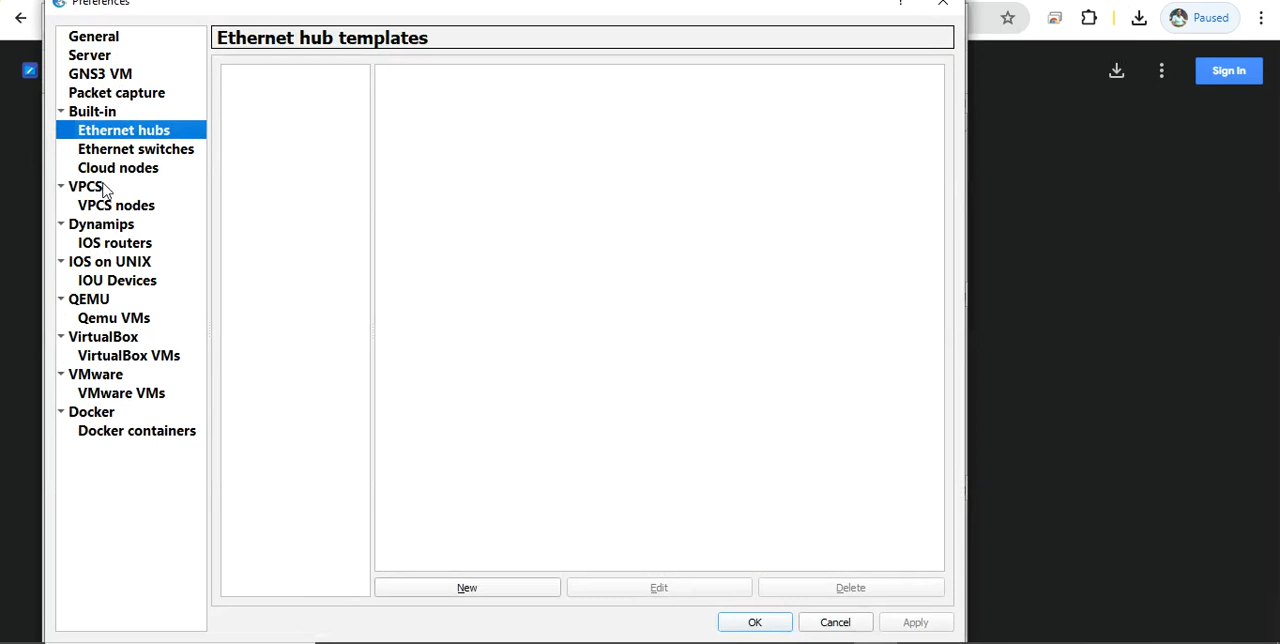 Preferences
?
Paused
General
Server
GNS3 VM
Packet capture
Built-in
Ethernet hubs
Ethernet switches
Cloud nodes
VPCS
VPCS nodes
Dynamips
IOS routers
IOS on UNIX
IOU Devices
QEMU
Qemu VMs
VirtualBox
VirtualBox VMs
VMware
VMware VMs
Docker
Docker containers
Ethernet hub templates
New
Edit
Delete
OK
Cancel
Apply
Sign in